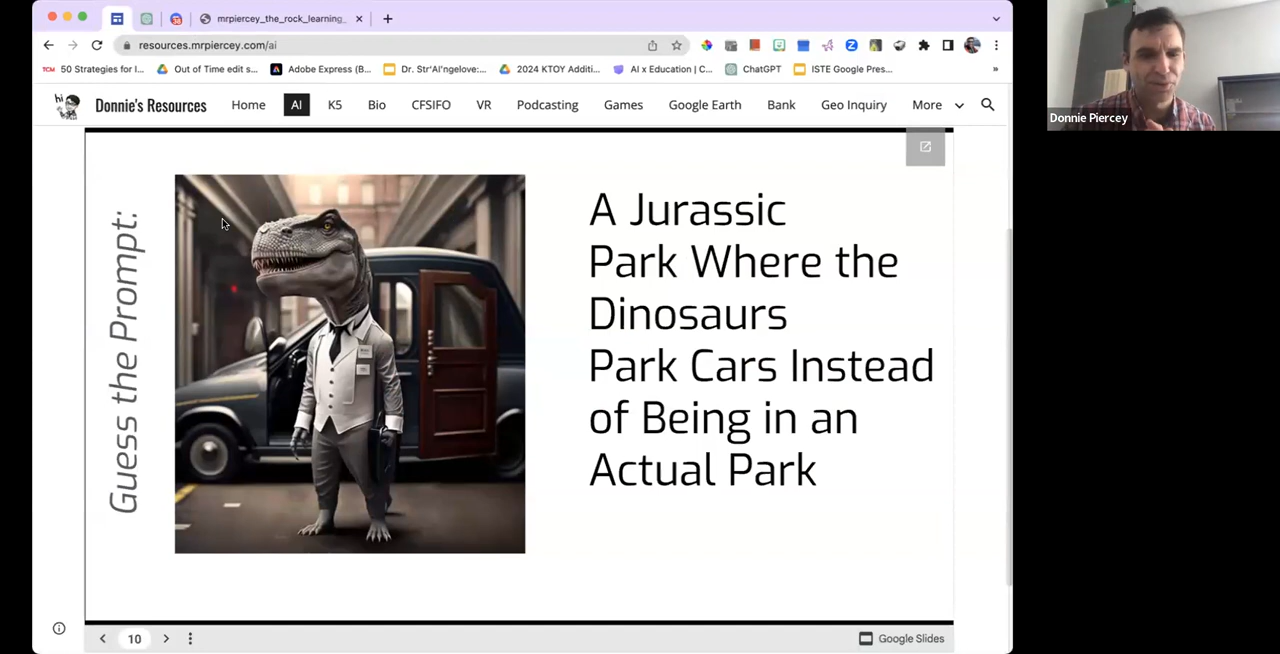 mrpiercey_the_rock_learning_
resources.mrpiercey.com/ai
50 Strategies for I... Out of Time edit s... Adobe Express (B... Dr. Str'AI'ngelove:... 2024 KTOY Additi... AI x Education | C... ChatGPT ISTE Google Pres... »
hi Donnie's Resources Home AI K5 Bio CFSIFO VR Podcasting Games Google Earth Bank Geo Inquiry More
Guess the Prompt:
A Jurassic
Park Where the
Dinosaurs
Park Cars Instead
of Being in an
Actual Park
10
Google Slides
Donnie Piercey